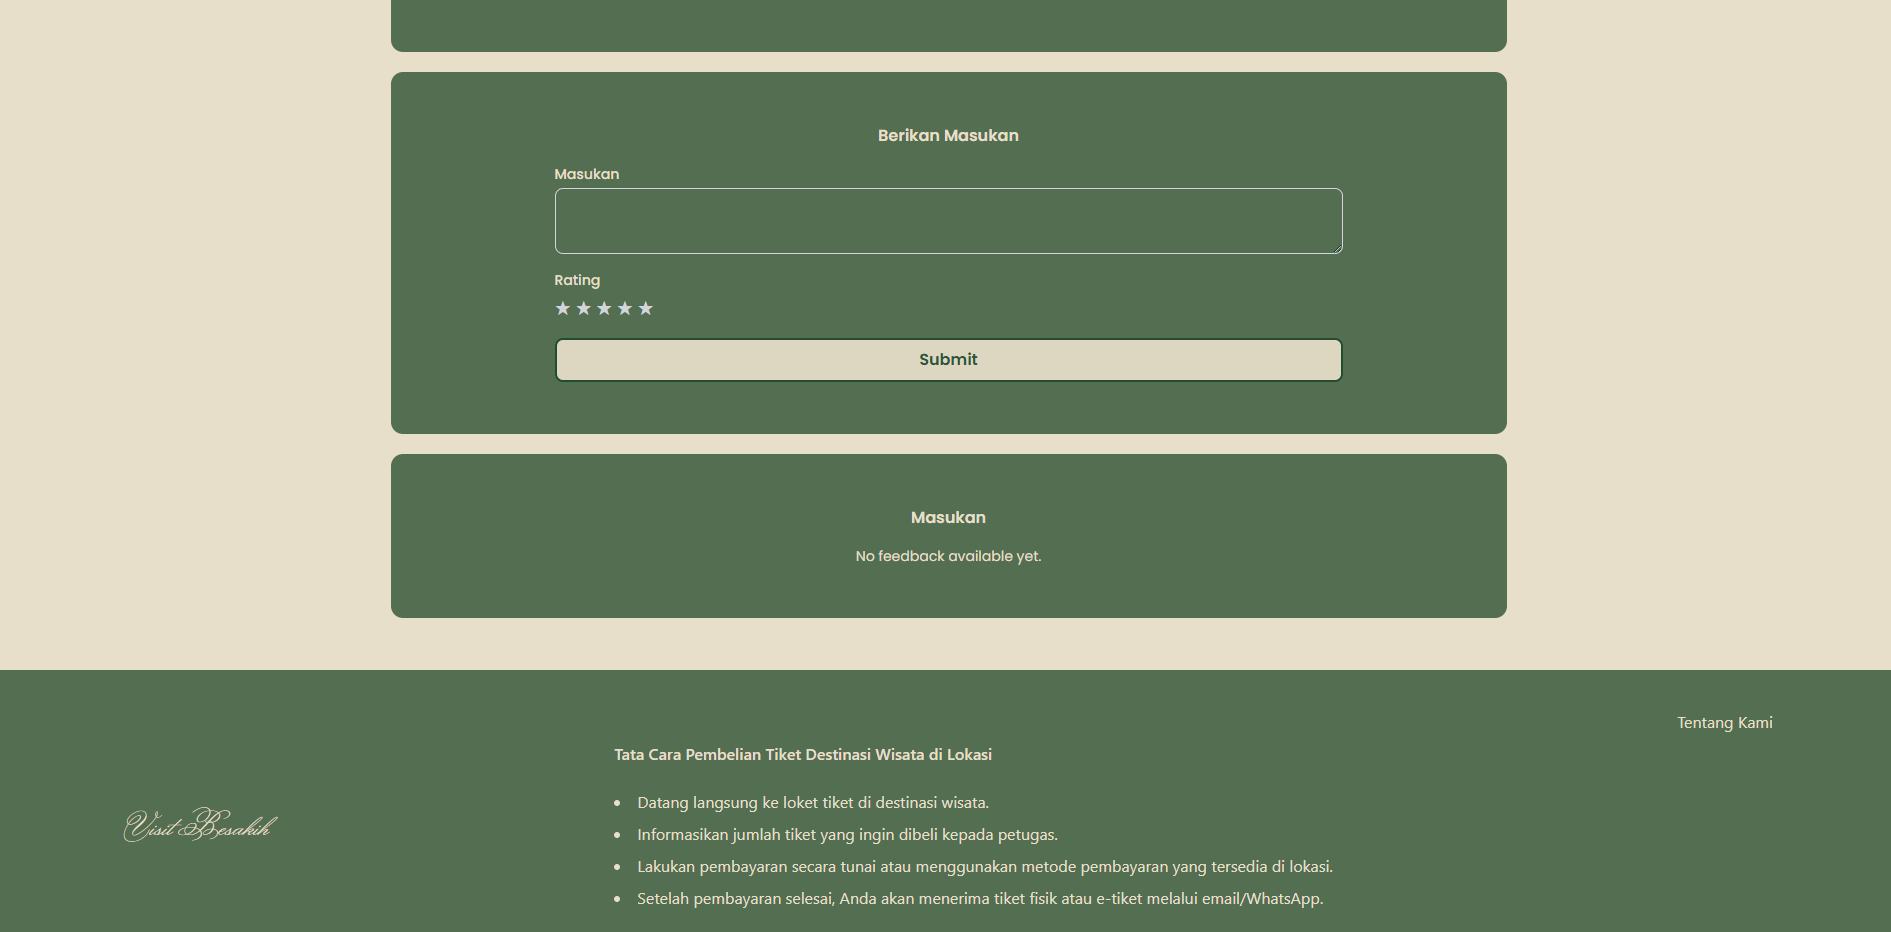 Berikan Masukan
Masukan
Rating
★ ★ ★ ★ ★
Submit
Masukan
No feedback available yet.
Tentang Kami
Tata Cara Pembelian Tiket Destinasi Wisata di Lokasi
Visit Besakih
• Datang langsung ke loket tiket di destinasi wisata.
• Informasikan jumlah tiket yang ingin dibeli kepada petugas.
• Lakukan pembayaran secara tunai atau menggunakan metode pembayaran yang tersedia di lokasi.
• Setelah pembayaran selesai, Anda akan menerima tiket fisik atau e-tiket melalui email/WhatsApp.